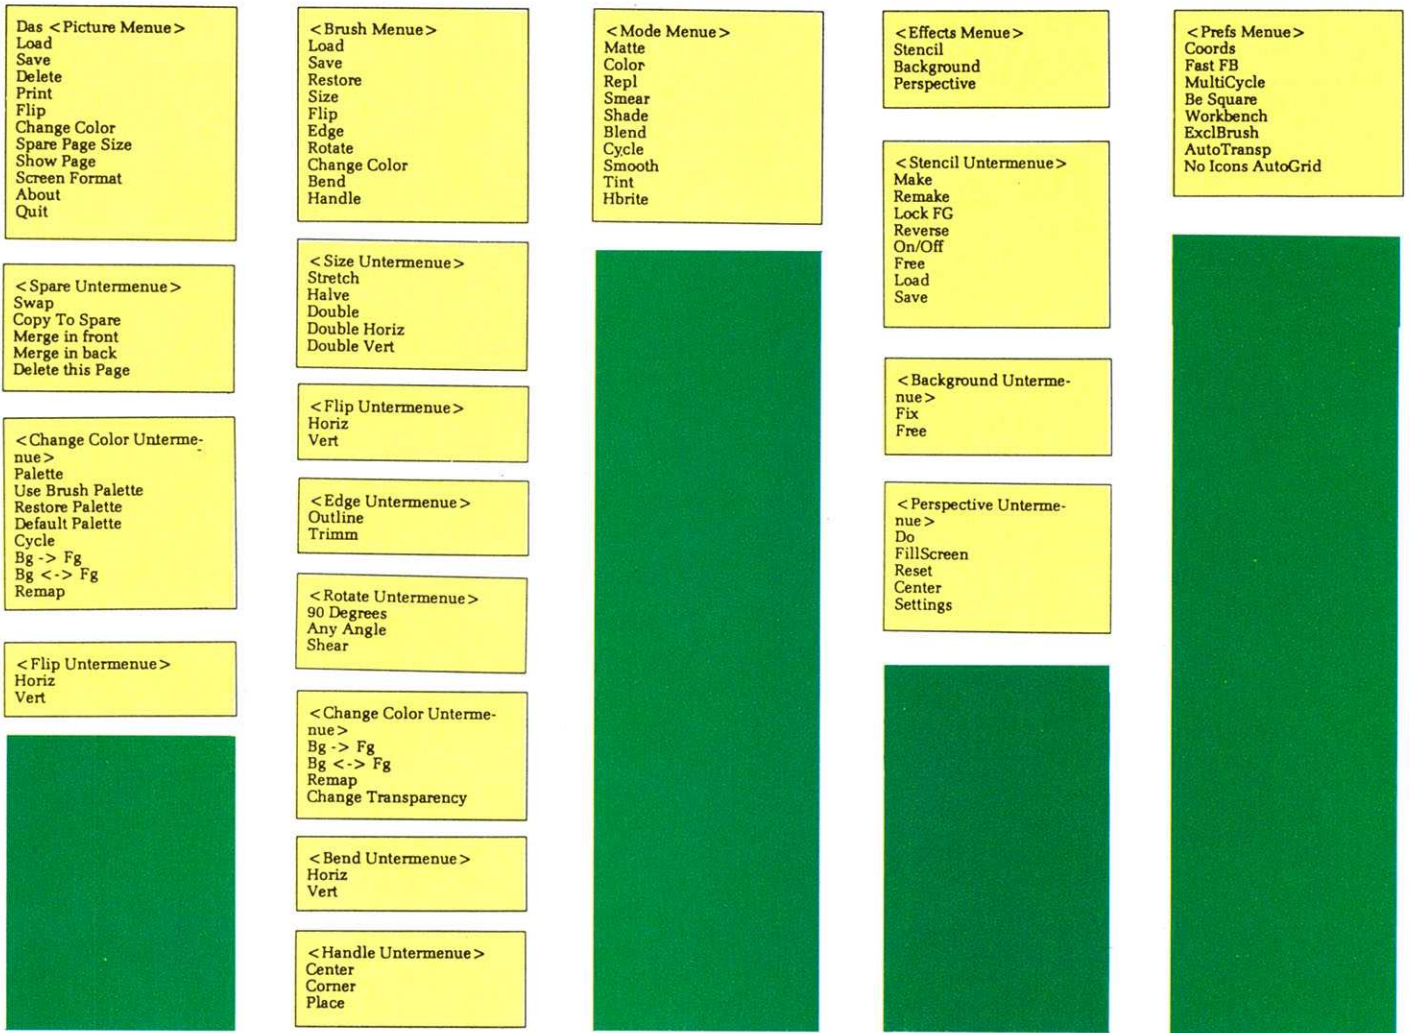 Das <Picture Menue>
Load
Save
Delete
Print
Flip
Change Color
Spare Page Size
Show Page
Screen Format
About
Quit
<Spare Untermenue>
Swap
Copy To Spare
Merge in front
Merge in back
Delete this Page
<Change Color Unterme-
nue>
Palette
Use Brush Palette
Restore Palette
Default Palette
Cycle
Bg -> Fg
Bg <-> Fg
Remap
<Flip Untermenue>
Horiz
Vert
<Brush Menue>
Load
Save
Restore
Size
Flip
Edge
Rotate
Change Color
Bend
Handle
<Size Untermenue>
Stretch
Halve
Double
Double Horiz
Double Vert
<Flip Untermenue>
Horiz
Vert
<Edge Untermenue>
Outline
Trimm
<Rotate Untermenue>
90 Degrees
Any Angle
Shear
<Change Color Unterme-
nue>
Bg -> Fg
Bg <-> Fg
Remap
Change Transparency
<Bend Untermenue>
Horiz
Vert
<Handle Untermenue>
Center
Corner
Place
<Mode Menue>
Matte
Color
Repl
Smear
Shade
Blend
Cycle
Smooth
Tint
Hbrite
<Effects Menue>
Stencil
Background
Perspective
<Stencil Untermenue>
Make
Remake
Lock FG
Reverse
On/Off
Free
Load
Save
<Background Unterme-
nue>
Fix
Free
<Perspective Unterme-
nue>
Do
FillScreen
Reset
Center
Settings
<Prefs Menue>
Coords
Fast FB
MultiCycle
Be Square
Workbench
ExclBrush
AutoTransp
No Icons AutoGrid